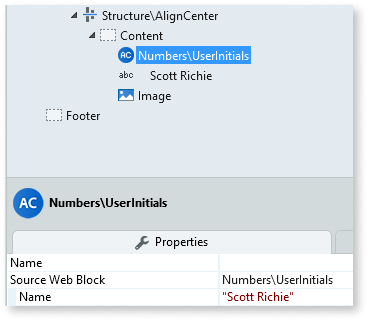 Structure\AlignCenter
Content
AC Numbers\UserInitials
abc Scott Richie
Image
Footer
AC Numbers\UserInitials
Properties
Name
Source Web Block Numbers\UserInitials
Name "Scott Richie"